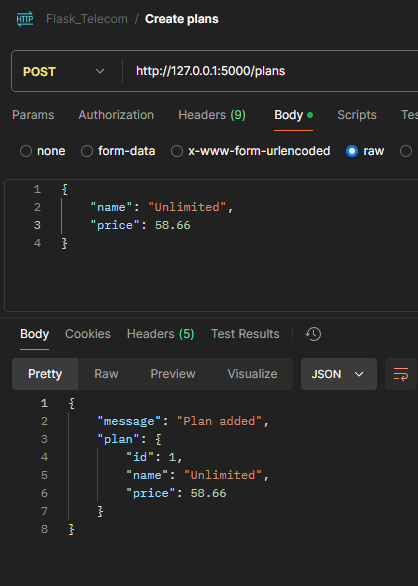 HTTP Flask_Telecom / Create plans
POST http://127.0.0.1:5000/plans
Params Authorization Headers (9) Body Scripts Tes
none form-data x-www-form-urlencoded raw
1 {
2 "name": "Unlimited",
3 "price": 58.66
4 }
Body Cookies Headers (5) Test Results
Pretty Raw Preview Visualize JSON
1 {
2 "message": "Plan added",
3 "plan": {
4 "id": 1,
5 "name": "Unlimited",
6 "price": 58.66
7 }
8 }